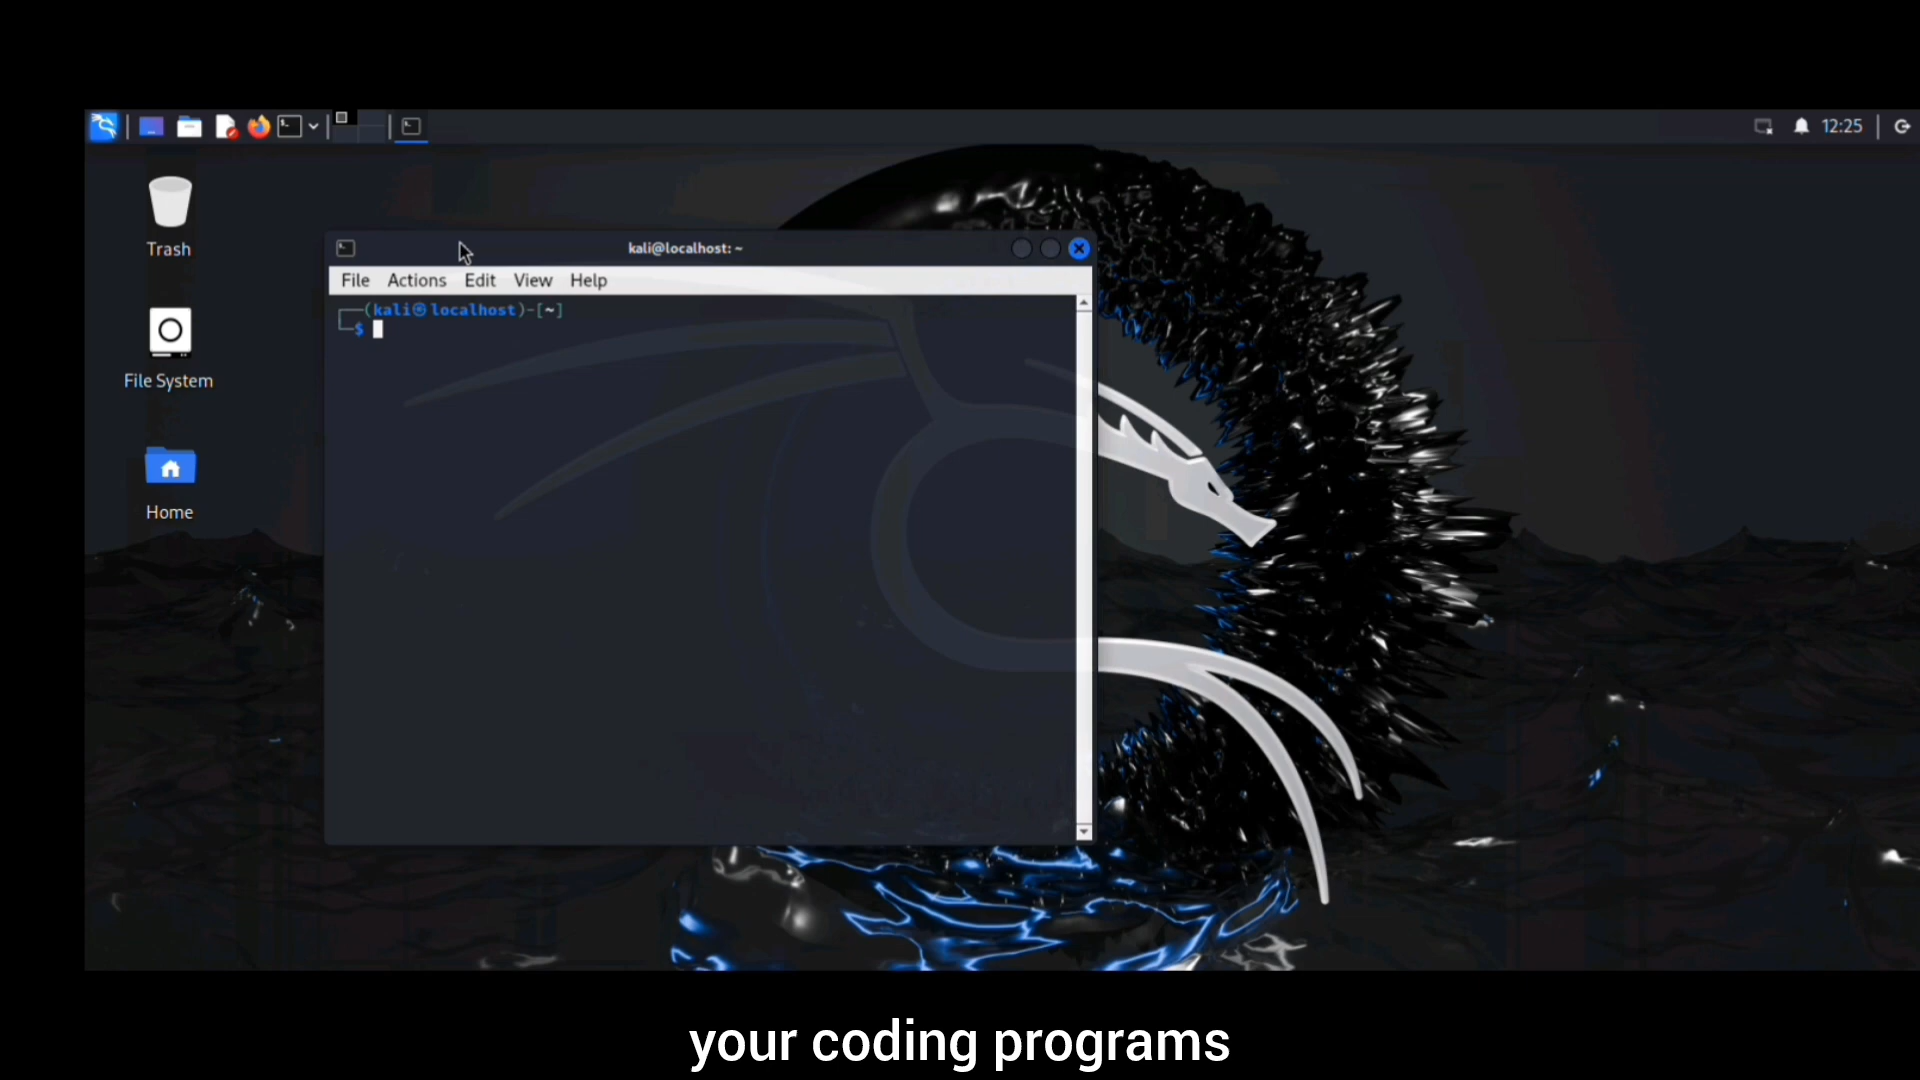 12:25
Trash
kali@localhost: ~
File Actions Edit View Help
┌──(kali㉿localhost)-[~]
└─$
File System
Home
your coding programs